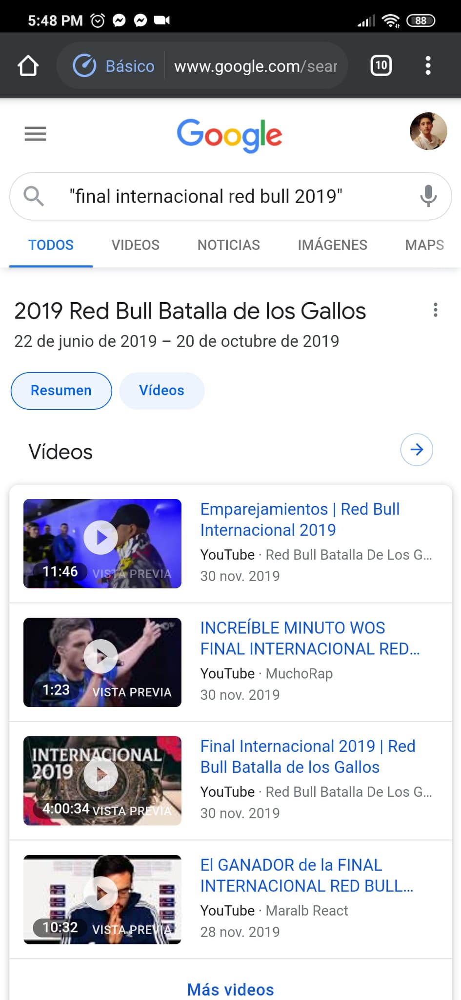 5:48 PM
88
Básico
www.google.com/sear
10
Google
"final internacional red bull 2019"
TODOS
VIDEOS
NOTICIAS
IMÁGENES
MAPS
2019 Red Bull Batalla de los Gallos
22 de junio de 2019 – 20 de octubre de 2019
Resumen
Vídeos
Vídeos
11:46
VISTA PREVIA
Emparejamientos | Red Bull
Internacional 2019
YouTube · Red Bull Batalla De Los G...
30 nov. 2019
1:23
VISTA PREVIA
INCREÍBLE MINUTO WOS
FINAL INTERNACIONAL RED...
YouTube · MuchoRap
30 nov. 2019
INTERNACIONAL
2019
4:00:34
VISTA PREVIA
Final Internacional 2019 | Red
Bull Batalla de los Gallos
YouTube · Red Bull Batalla De Los G...
30 nov. 2019
10:32
VISTA PREVIA
El GANADOR de la FINAL
INTERNACIONAL RED BULL...
YouTube · Maralb React
28 nov. 2019
Más videos